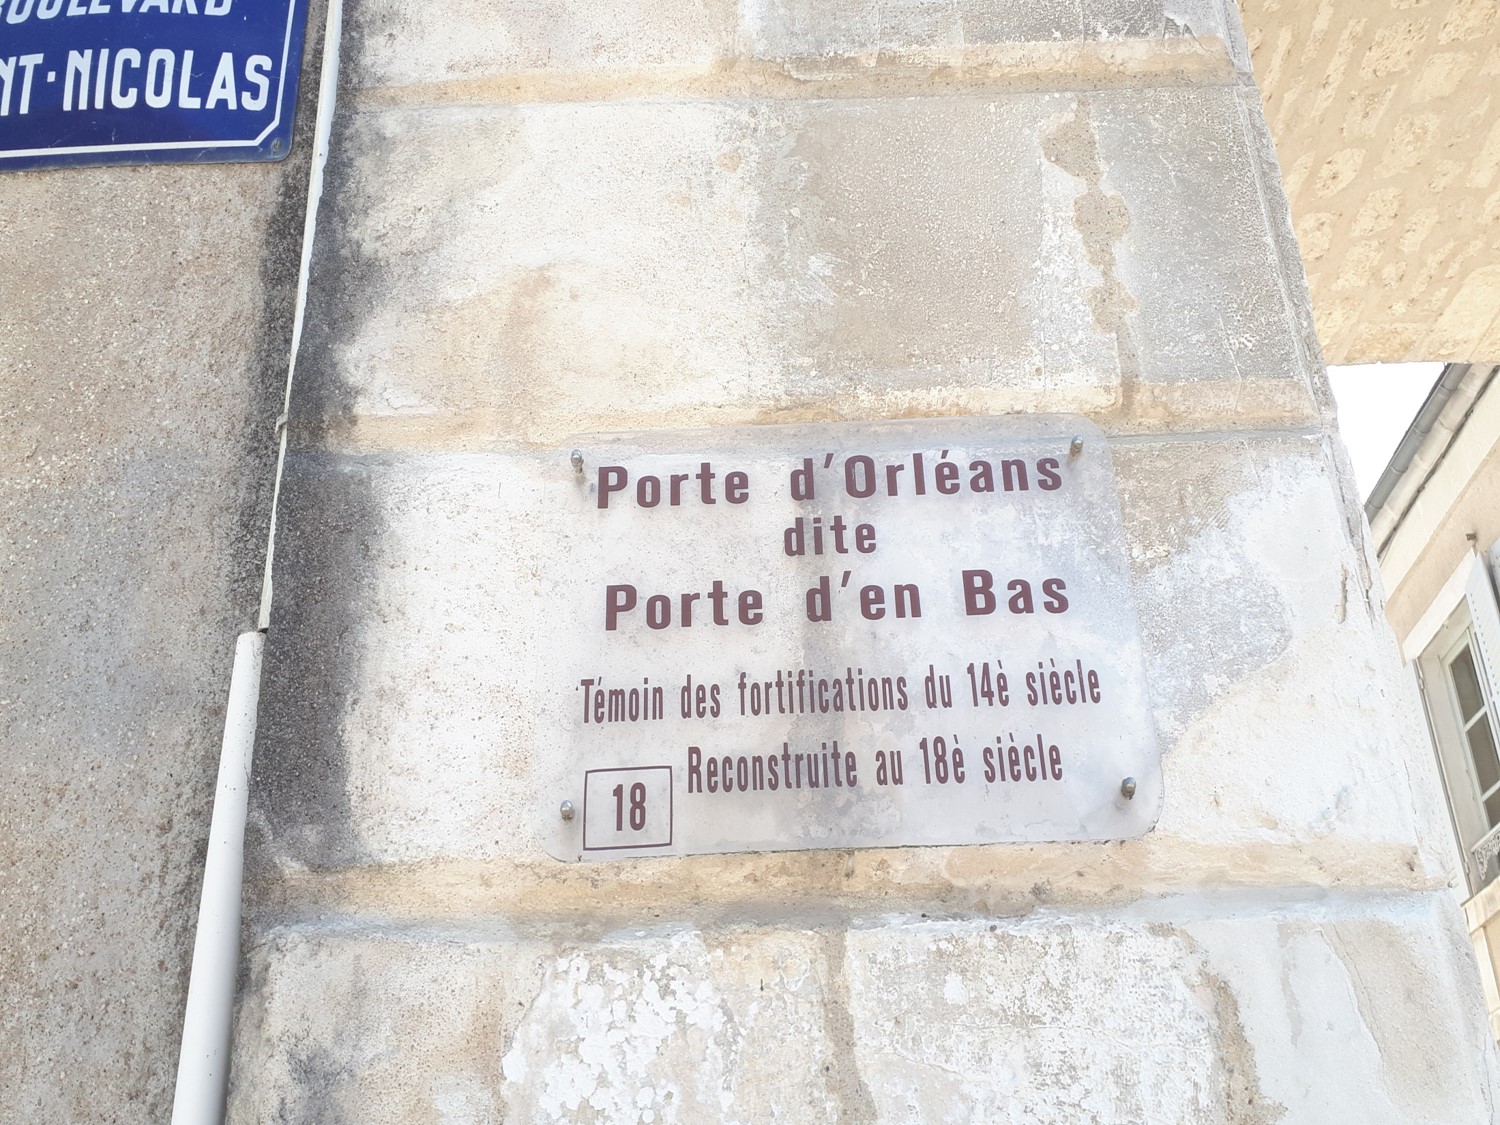 BOULEVARD
NT·NICOLAS
Porte d'Orléans
dite
Porte d'en Bas
Témoin des fortifications du 14è siècle
Reconstruite au 18è siècle
18